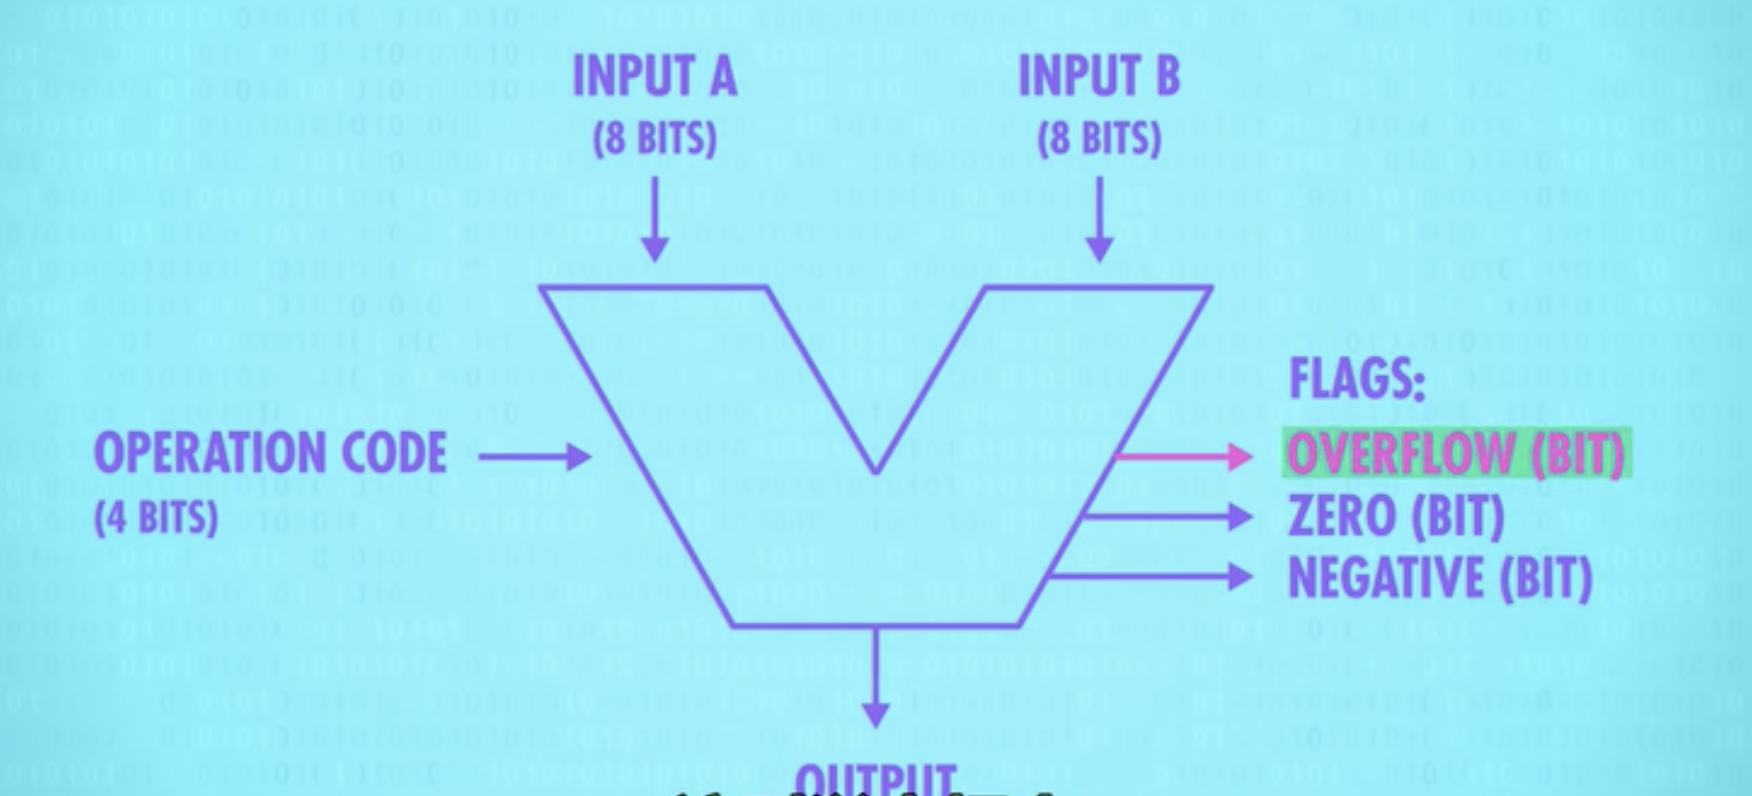 INPUT A
(8 BITS)
INPUT B
(8 BITS)
OPERATION CODE
(4 BITS)
FLAGS:
OVERFLOW (BIT)
ZERO (BIT)
NEGATIVE (BIT)
OUTPUT